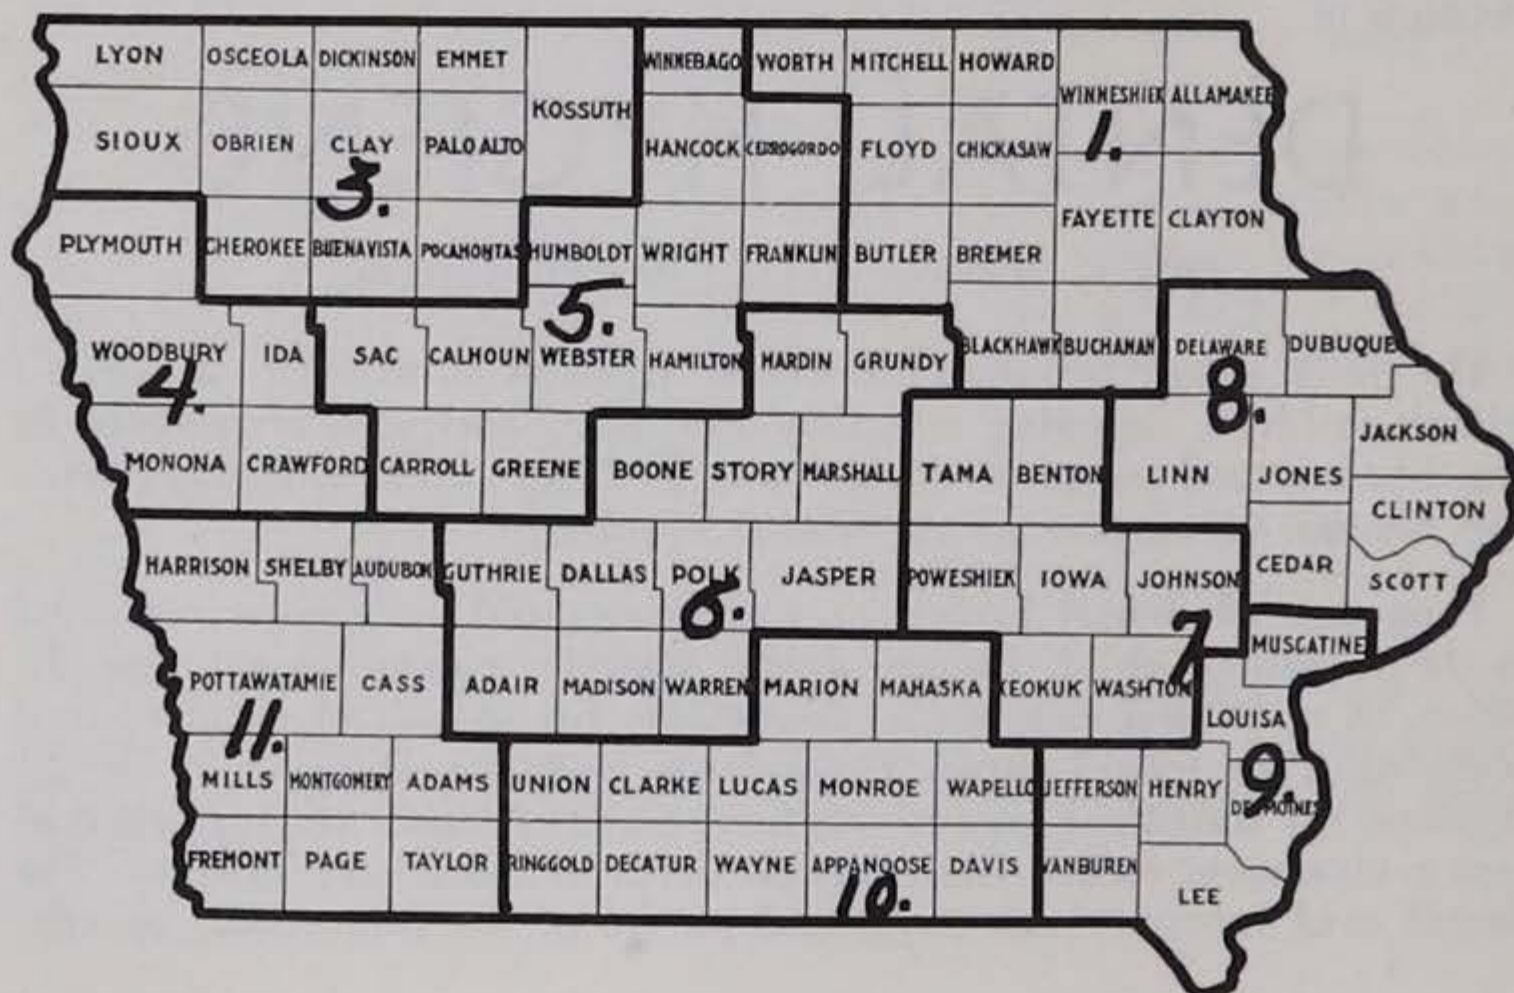 LYON OSCEOLA DICKINSON EMMET KOSSUTH WINNEBAGO WORTH MITCHELL HOWARD WINNESHIEK ALLAMAKEE
1.
SIOUX OBRIEN CLAY PALO ALTO HANCOCK CERROGORDO FLOYD CHICKASAW
3.
PLYMOUTH CHEROKEE BUENAVISTA POCAHONTAS HUMBOLDT WRIGHT FRANKLIN BUTLER BREMER FAYETTE CLAYTON
5.
WOODBURY IDA SAC CALHOUN WEBSTER HAMILTON HARDIN GRUNDY BLACKHAWK BUCHANAN DELAWARE DUBUQUE
4.
8.
MONONA CRAWFORD CARROLL GREENE BOONE STORY MARSHALL TAMA BENTON LINN JONES JACKSON
CLINTON
HARRISON SHELBY AUDUBON GUTHRIE DALLAS POLK JASPER POWESHIEK IOWA JOHNSON CEDAR SCOTT
6.
7
MUSCATINE
POTTAWATAMIE CASS ADAIR MADISON WARREN MARION MAHASKA KEOKUK WASHTON
LOUISA
11.
9.
MILLS MONTGOMERY ADAMS UNION CLARKE LUCAS MONROE WAPELLO JEFFERSON HENRY DESMOINES
FREMONT PAGE TAYLOR RINGGOLD DECATUR WAYNE APPANOOSE DAVIS VANBUREN LEE
10.